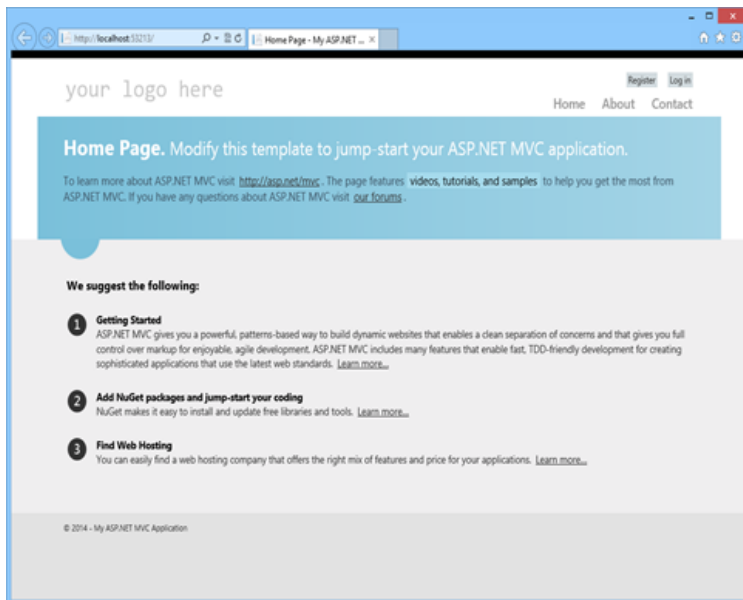 http://localhost:53213/
Home Page - My ASP.NET ...
your logo here
Register Log in
Home About Contact
Home Page. Modify this template to jump-start your ASP.NET MVC application.
To learn more about ASP.NET MVC visit http://asp.net/mvc . The page features videos, tutorials, and samples to help you get the most from
ASP.NET MVC. If you have any questions about ASP.NET MVC visit our forums .
We suggest the following:
1 Getting Started
ASP.NET MVC gives you a powerful, patterns-based way to build dynamic websites that enables a clean separation of concerns and that gives you full
control over markup for enjoyable, agile development. ASP.NET MVC includes many features that enable fast, TDD-friendly development for creating
sophisticated applications that use the latest web standards. Learn more...
2 Add NuGet packages and jump-start your coding
NuGet makes it easy to install and update free libraries and tools. Learn more...
3 Find Web Hosting
You can easily find a web hosting company that offers the right mix of features and price for your applications. Learn more...
© 2014 - My ASP.NET MVC Application